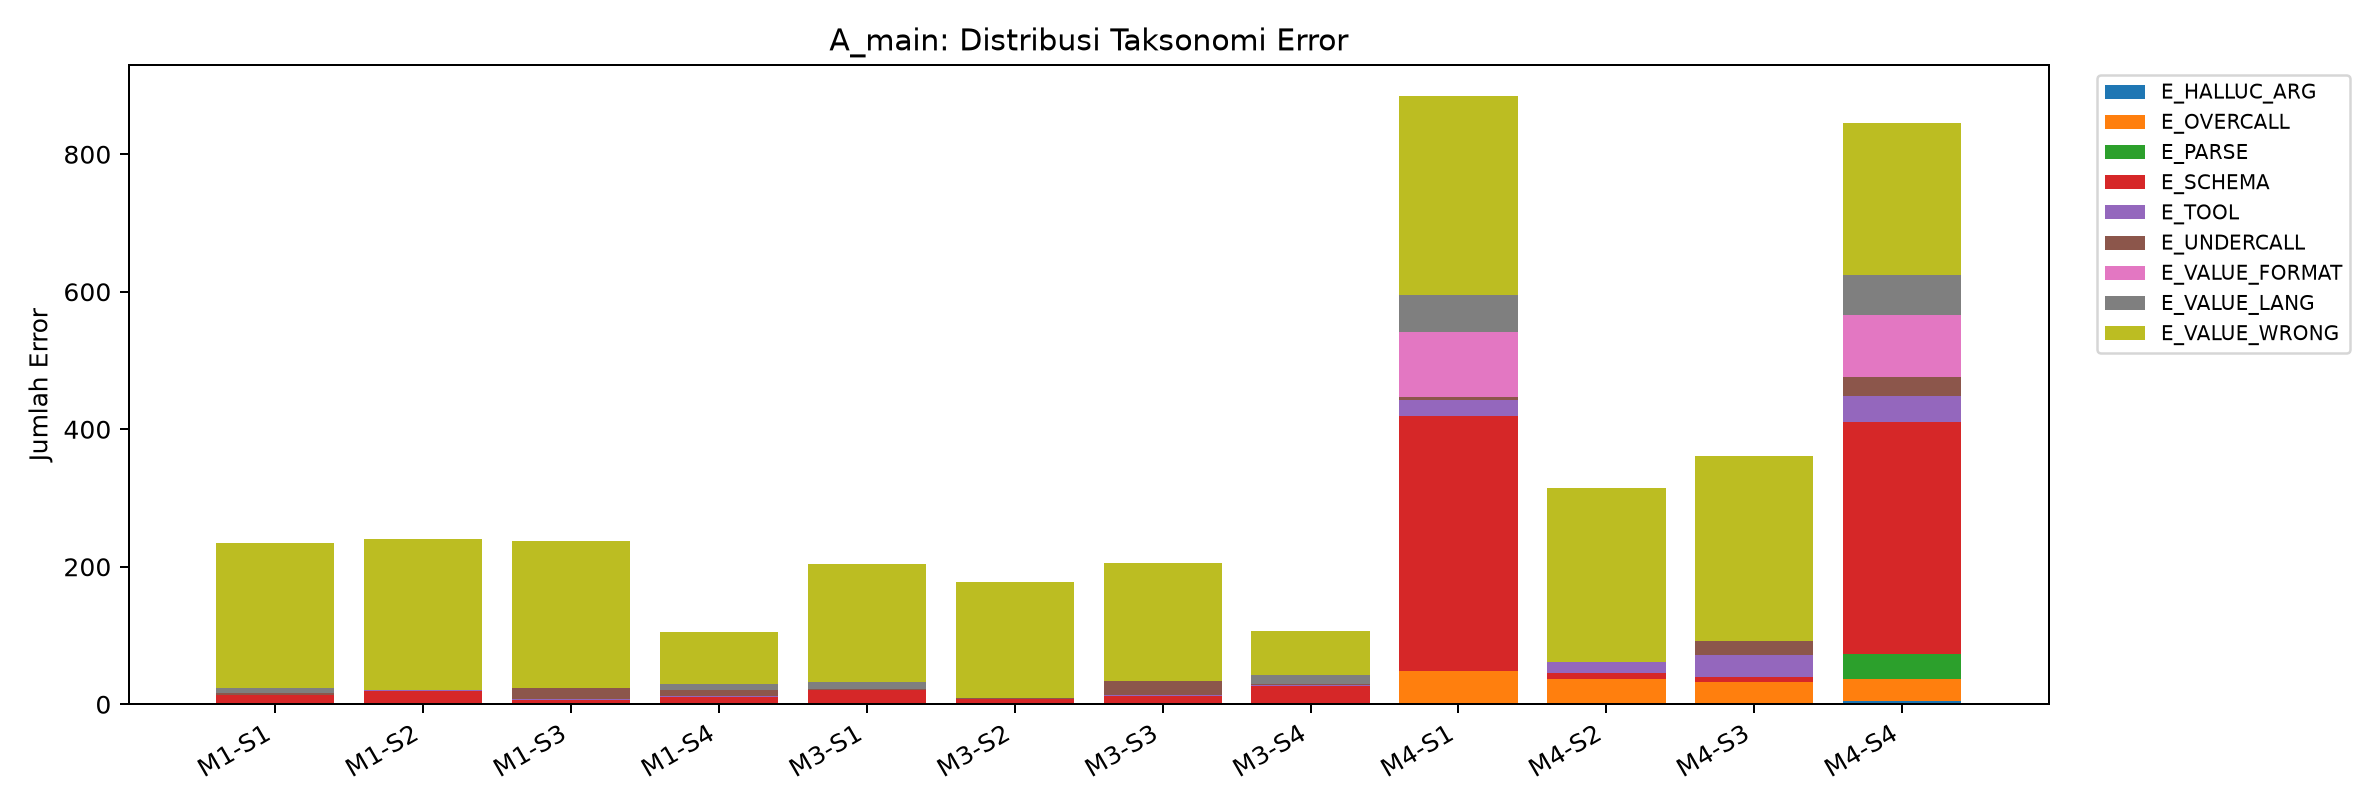 A_main: Distribusi Taksonomi Error
Jumlah Error
800
600
400
200
0
M1-S1
M1-S2
M1-S3
M1-S4
M3-S1
M3-S2
M3-S3
M3-S4
M4-S1
M4-S2
M4-S3
M4-S4
E_HALLUC_ARG
E_OVERCALL
E_PARSE
E_SCHEMA
E_TOOL
E_UNDERCALL
E_VALUE_FORMAT
E_VALUE_LANG
E_VALUE_WRONG